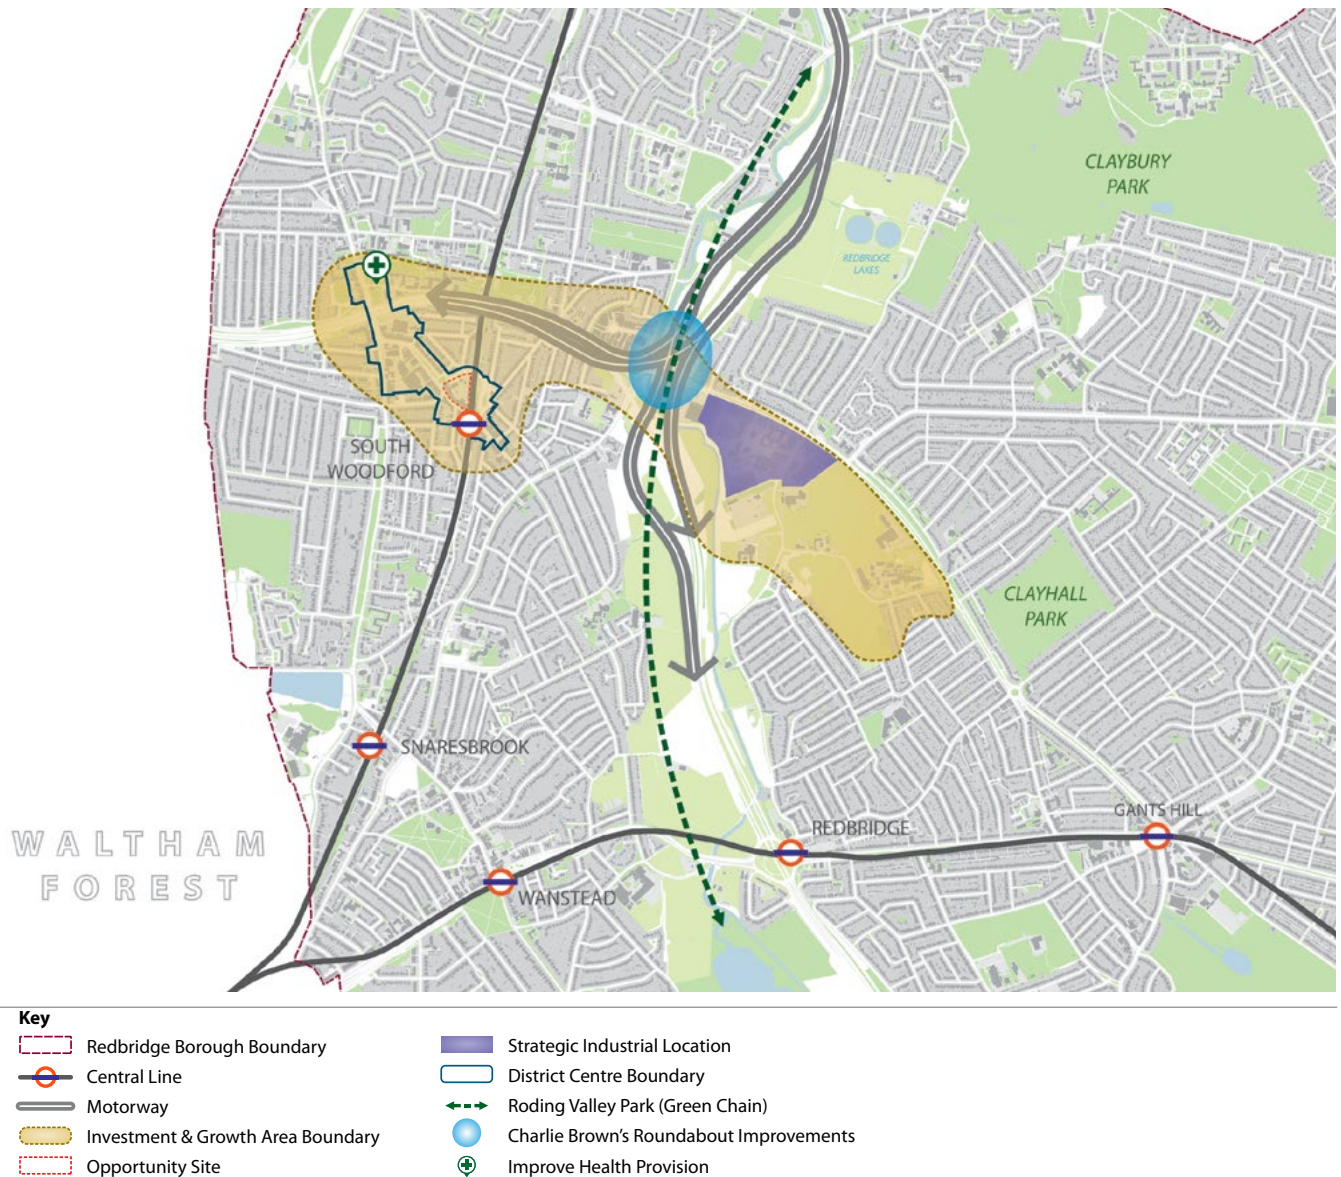 CLAYBURY
PARK
REDBRIDGE
LAKES
SOUTH
WOODFORD
CLAYHALL
PARK
SNARESBROOK
GANTS HILL
REDBRIDGE
WALTHAM
FOREST
WANSTEAD
Key
Redbridge Borough Boundary
Central Line
Motorway
Investment & Growth Area Boundary
Opportunity Site
Strategic Industrial Location
District Centre Boundary
Roding Valley Park (Green Chain)
Charlie Brown's Roundabout Improvements
Improve Health Provision